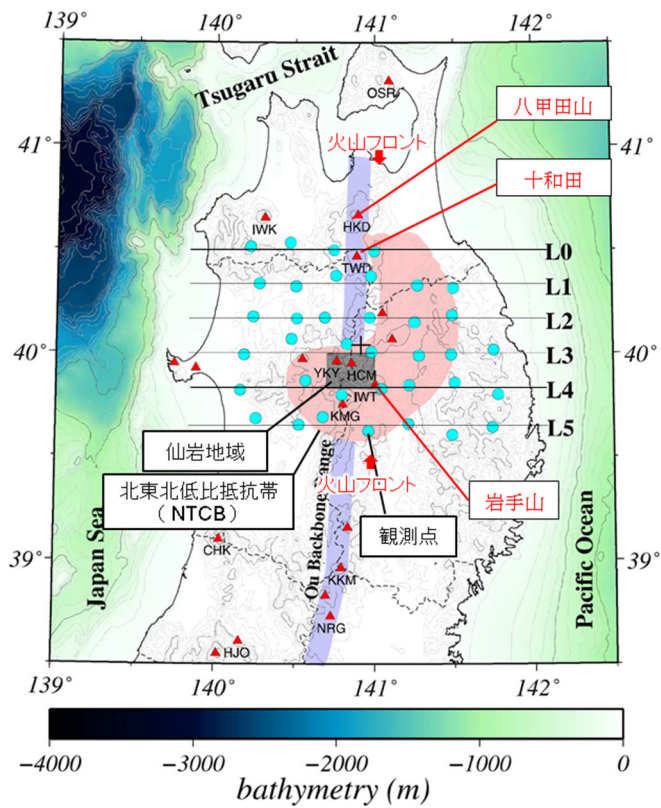 139° 140° 141° 142°
Tsugaru Strait
OSR
八甲田山
41° 41°
火山フロント
十和田
IWK
HKD
L0
TWD
L1
L2
40° 40°
L3
YKY HCM
L4
IWT
KMG
L5
仙岩地域
北東北低比抵抗帯
(NTCB)
火山フロント
岩手山
観測点
Ou Backbone Range
CHK
39° 39°
Japan Sea
Pacific Ocean
KKM
NRG
HJO
139° 140° 141° 142°
−4000 −3000 −2000 −1000 0
bathymetry (m)